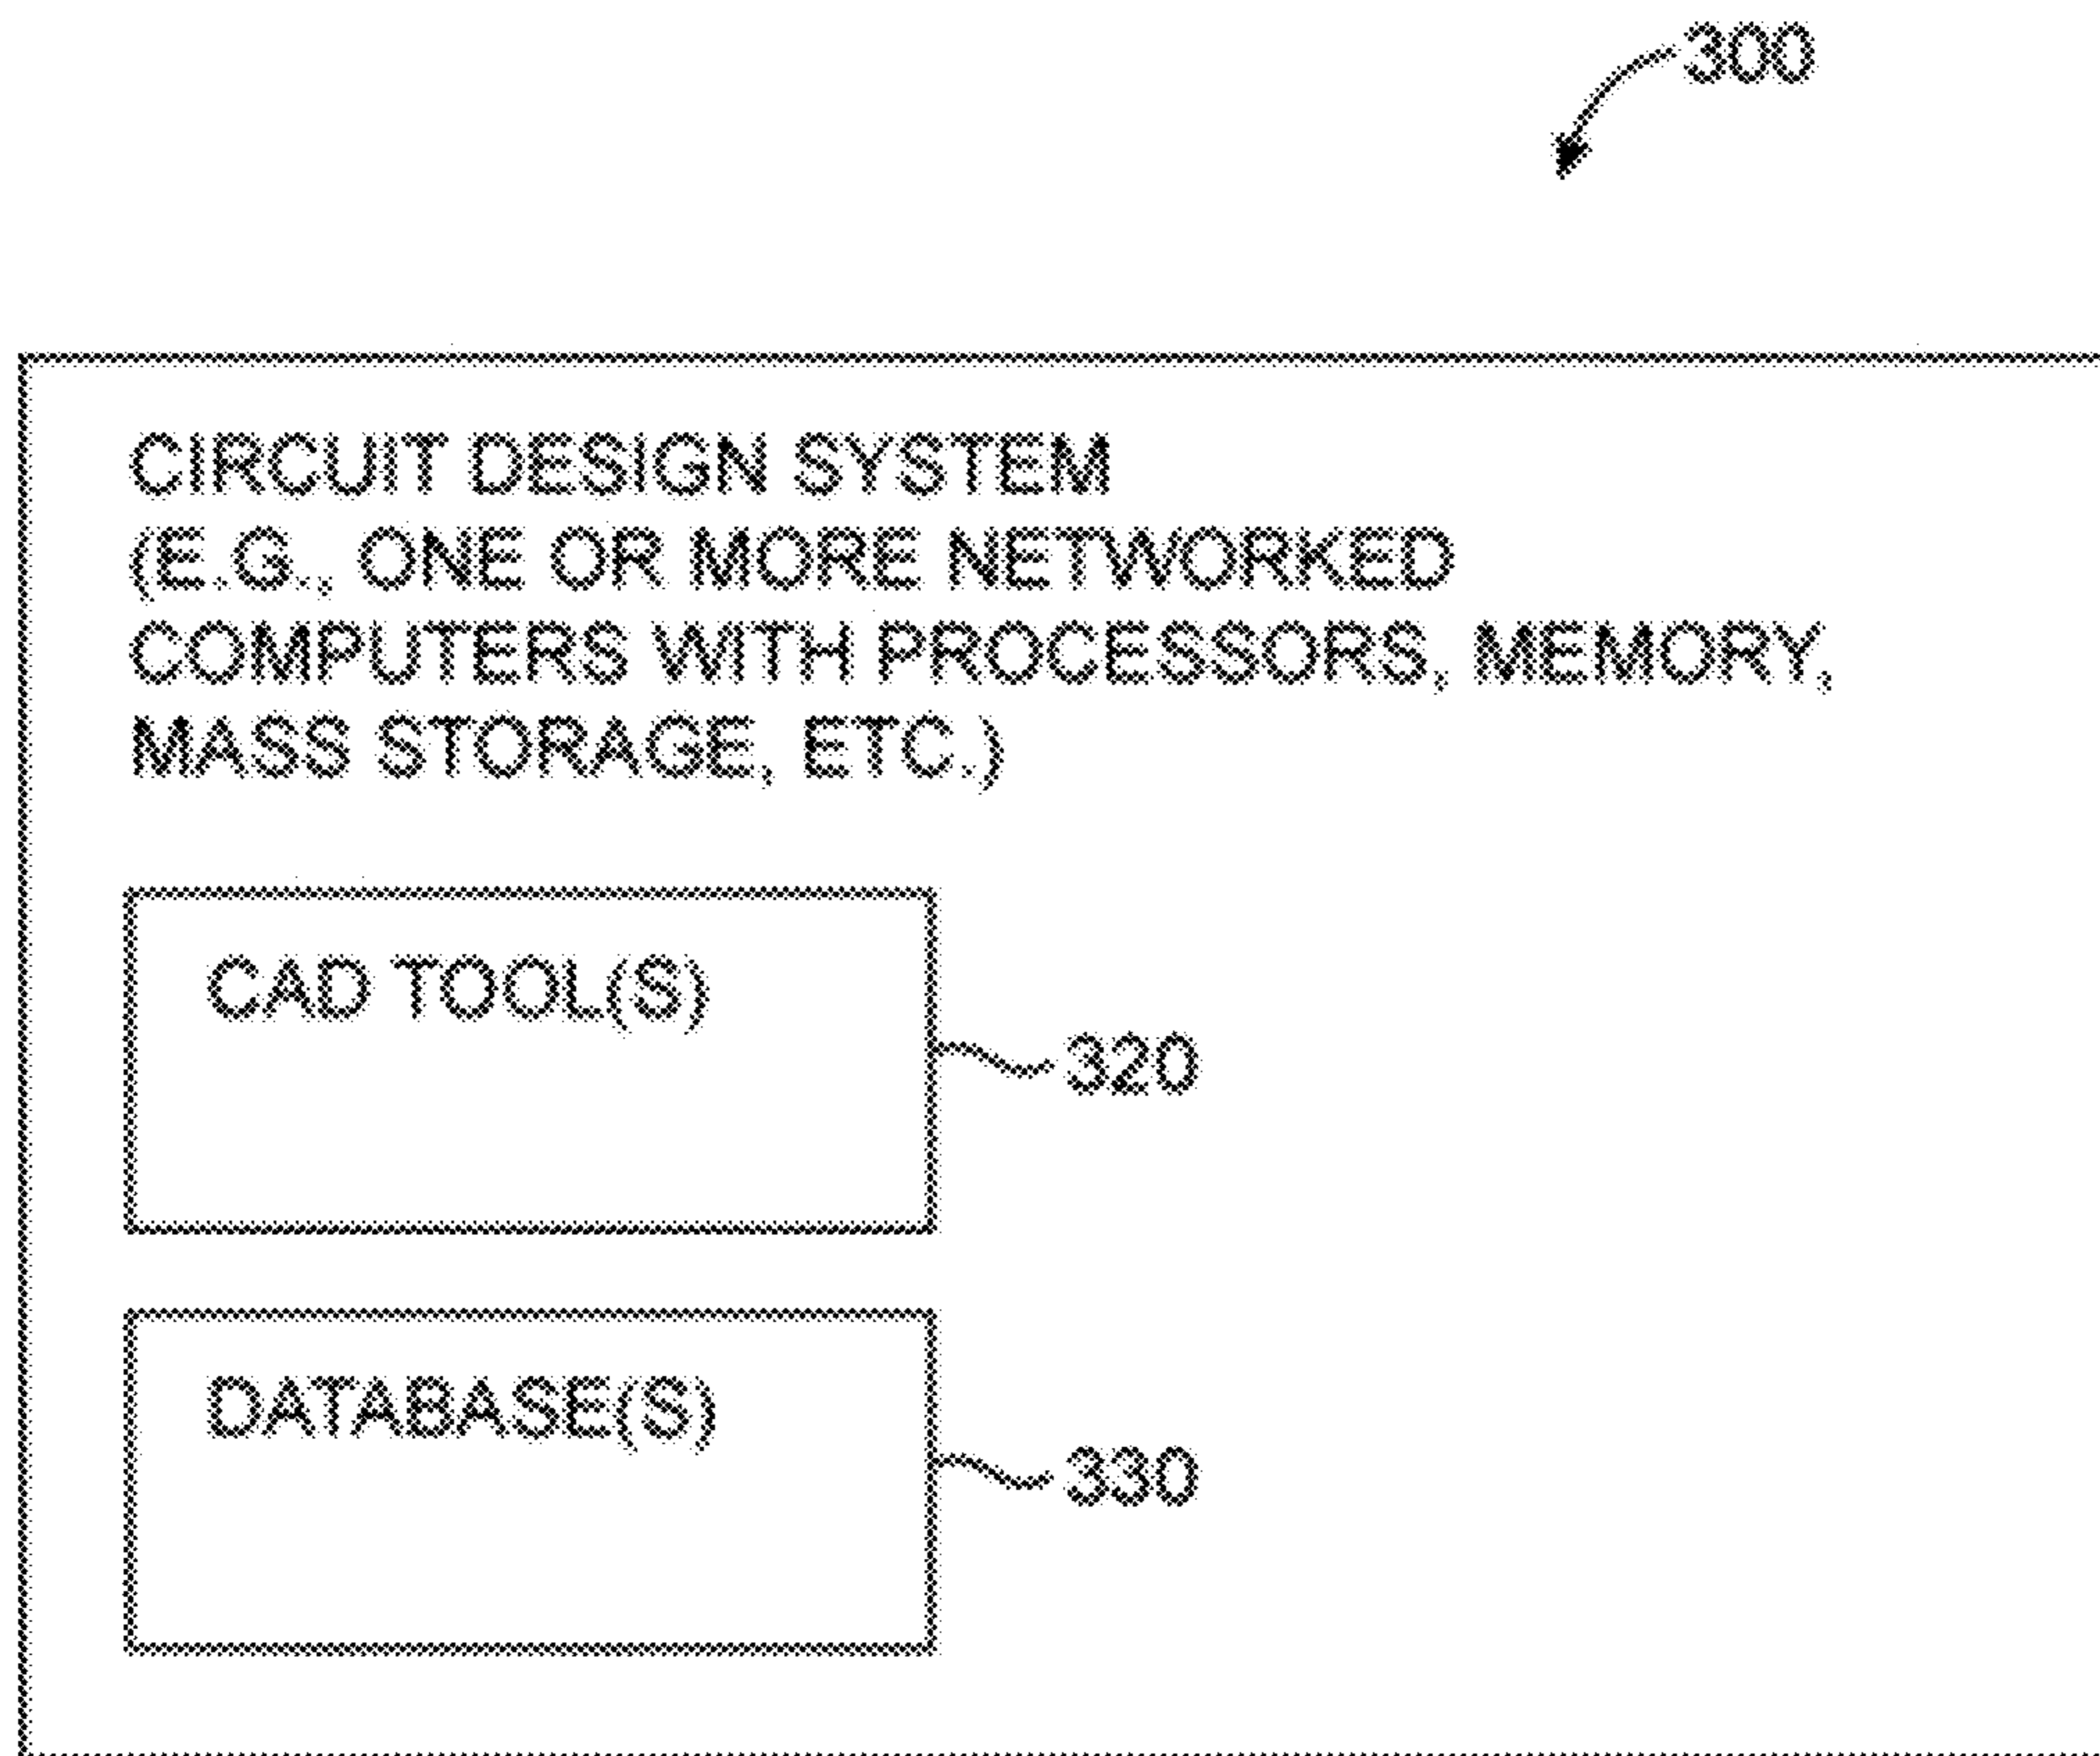 300
CIRCUIT DESIGN SYSTEM
(E.G., ONE OR MORE NETWORKED
COMPUTERS WITH PROCESSORS, MEMORY,
MASS STORAGE, ETC.)
CAD TOOL(S)
320
DATABASE(S)
330